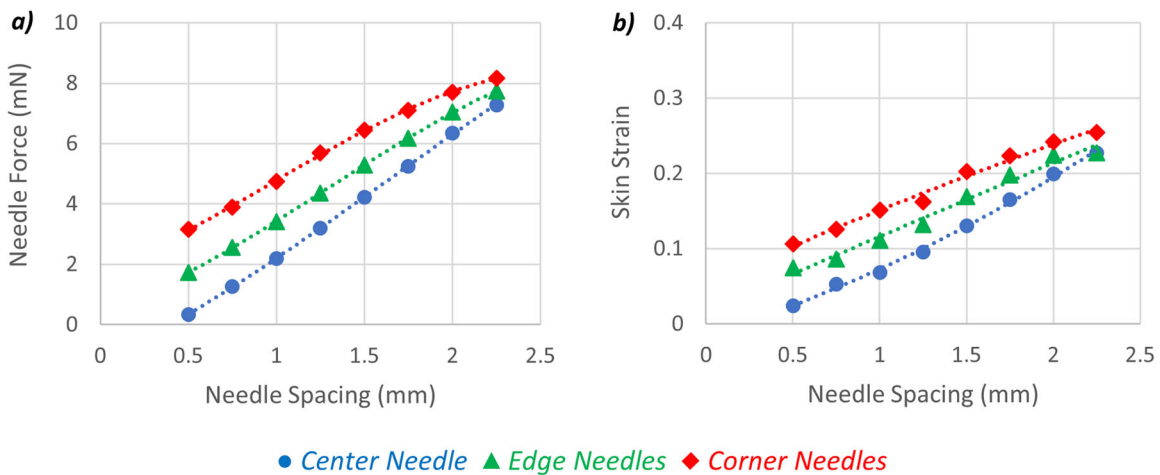 a)
Needle Force (mN)
10
8
6
4
2
0
0 0.5 1 1.5 2 2.5
Needle Spacing (mm)
b)
Skin Strain
0.4
0.3
0.2
0.1
0
0 0.5 1 1.5 2 2.5
Needle Spacing (mm)
Center Needle Edge Needles Corner Needles